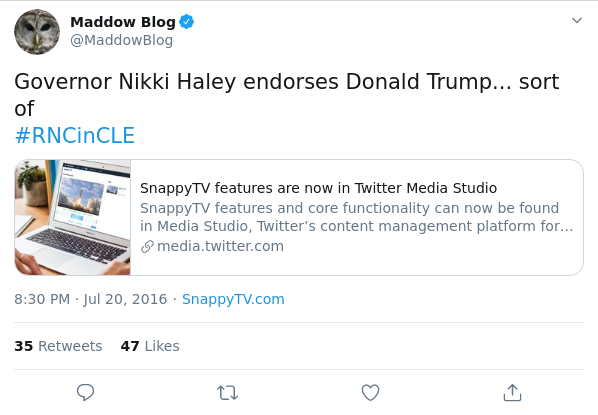 Maddow Blog
@MaddowBlog
Governor Nikki Haley endorses Donald Trump... sort
of
#RNCinCLE
SnappyTV features are now in Twitter Media Studio
SnappyTV features and core functionality can now be found
in Media Studio, Twitter's content management platform for...
media.twitter.com
8:30 PM · Jul 20, 2016 · SnappyTV.com
35 Retweets 47 Likes